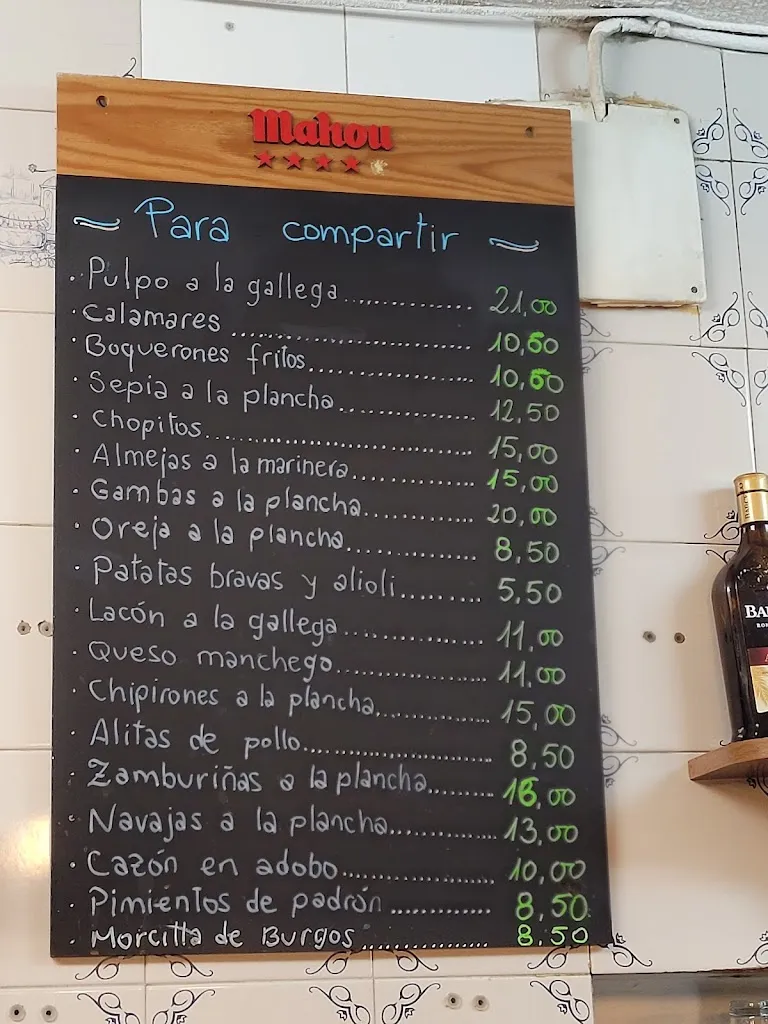 Mahou
Para compartir
· Pulpo a la gallega ............... 21,00
· Calamares ............................ 10,60
· Boquerones fritos .................. 10,60
· Sepia a la plancha ................ 12.50
· Chopitos ............................... 15,00
· Almejas a la marinera ............. 15,00
· Gambas a la plancha ............. 20,00
· Oreja a la plancha ................ 8,50
· Patatas bravas y alioli ......... 5,50
· Lacón a la gallega ................ 11,00
· Queso manchego ................... 11,00
· Chipirones a la plancha ......... 15,00
· Alitas de pollo ...................... 8,50
· Zamburiñas a la plancha ........ 16,00
· Navajas a la plancha ............. 13,00
· Cazón en adobo .................... 10,00
· Pimientos de padrón ............. 8,50
· Morcilla de Burgos ............... 8.50